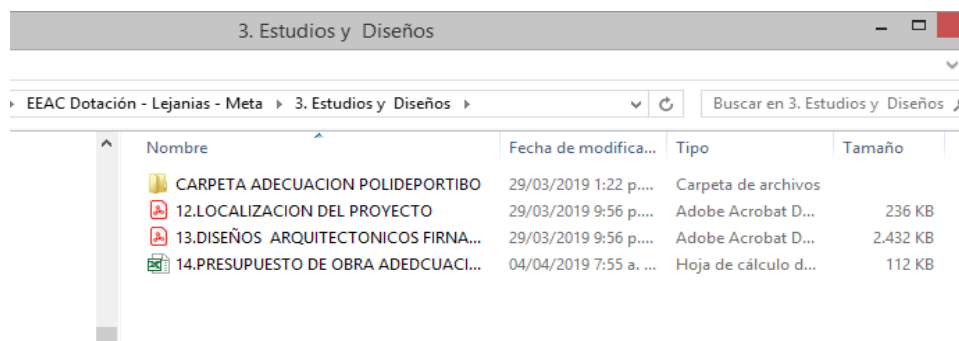 3. Estudios y  Diseños
EEAC Dotación - Lejanias - Meta ▸ 3. Estudios y  Diseños ▸ Buscar en 3. Estudios y  Diseños
Nombre Fecha de modifica... Tipo Tamaño
CARPETA ADECUACION POLIDEPORTIBO 29/03/2019 1:22 p.... Carpeta de archivos
12.LOCALIZACION DEL PROYECTO 29/03/2019 9:56 p.... Adobe Acrobat D... 236 KB
13.DISEÑOS  ARQUITECTONICOS FIRNA... 29/03/2019 9:56 p.... Adobe Acrobat D... 2.432 KB
14.PRESUPUESTO DE OBRA ADEDCUACI... 04/04/2019 7:55 a. ... Hoja de cálculo d... 112 KB